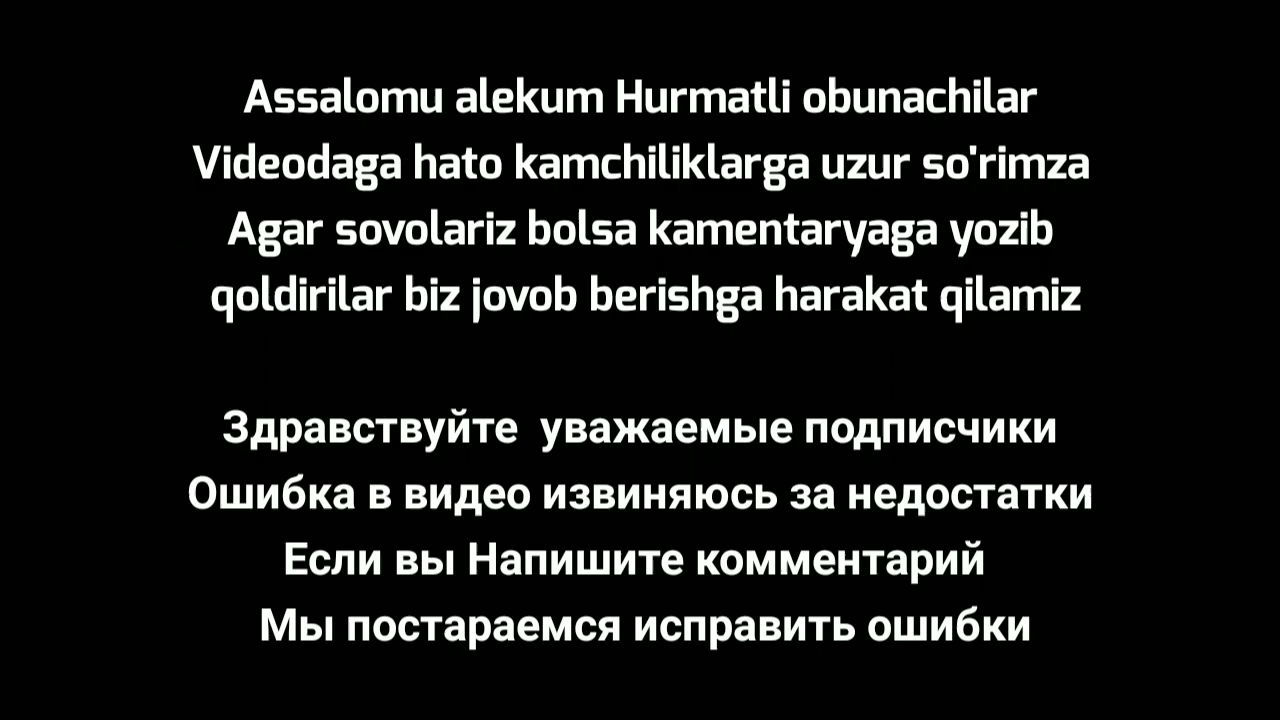 Assalomu alekum Hurmatli obunachilar
Videodaga hato kamchiliklarga uzur so'rimza
Agar sovolariz bolsa kamentaryaga yozib
qoldirilar biz jovob berishga harakat qilamiz
Здравствуйте уважаемые подписчики
Ошибка в видео извиняюсь за недостатки
Если вы Напишите комментарий
Мы постараемся исправить ошибки